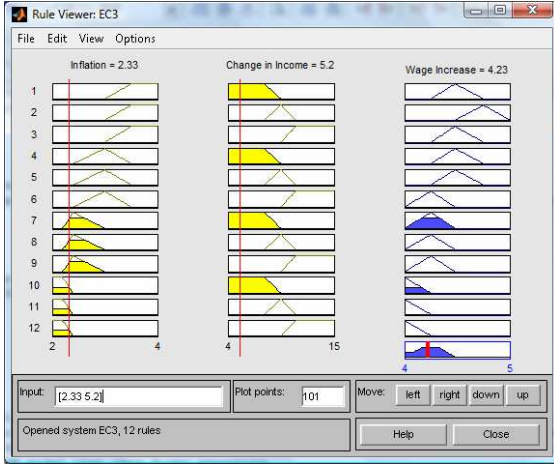 Rule Viewer: EC3
File Edit View Options
Inflation = 2.33
Change in Income = 5.2
Wage Increase = 4.23
1
2
3
4
5
6
7
8
9
10
11
12
2 4
4 15
4 5
Input: [2.33 5.2]
Plot points: 101
Move: left right down up
Opened system EC3, 12 rules
Help Close